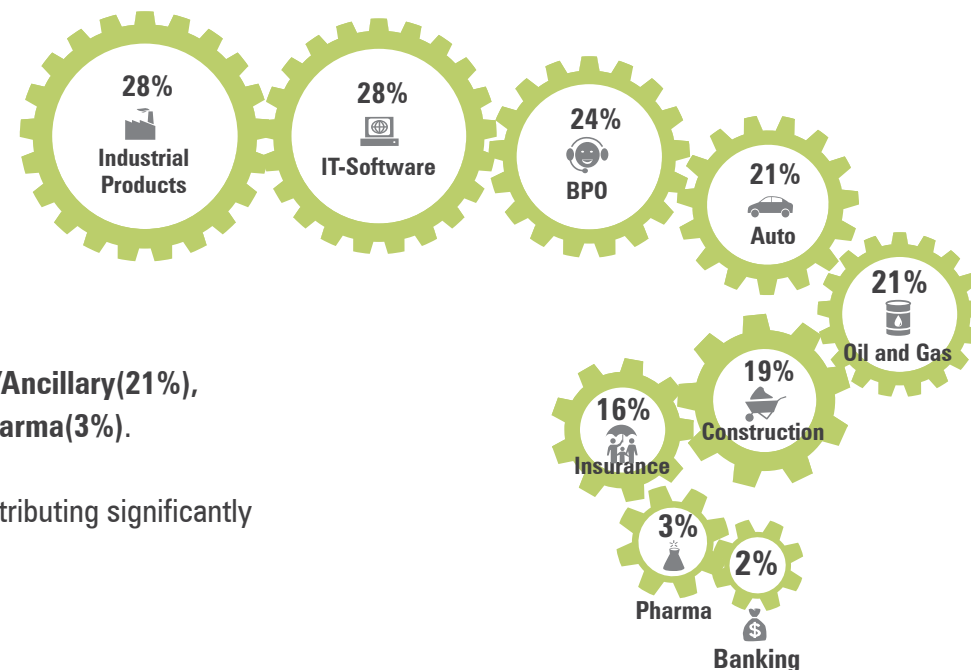 28%
Industrial
Products
28%
IT-Software
24%
BPO
21%
Auto
21%
Oil and Gas
19%
Construction
16%
Insurance
3%
Pharma
2%
$
Banking
/Ancillary(21%),
arma(3%).
tributing significantly